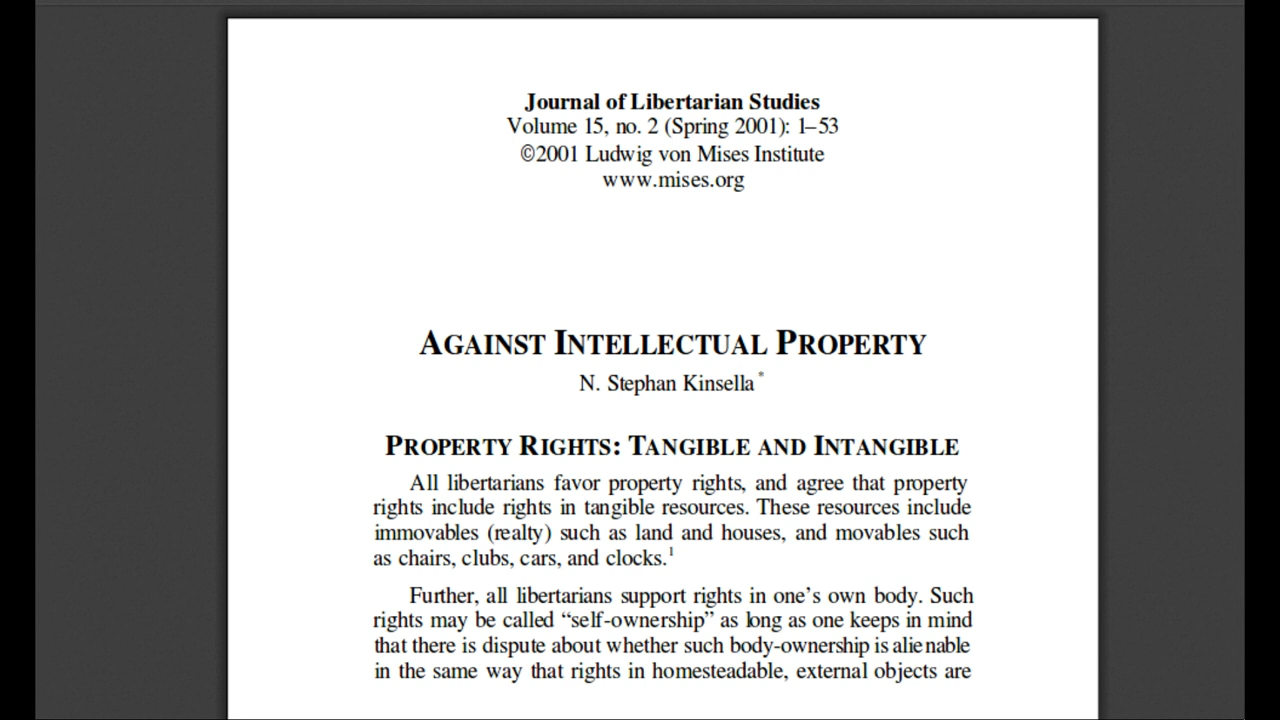 Journal of Libertarian Studies
Volume 15, no. 2 (Spring 2001): 1–53
©2001 Ludwig von Mises Institute
www.mises.org
AGAINST INTELLECTUAL PROPERTY
N. Stephan Kinsella*
PROPERTY RIGHTS: TANGIBLE AND INTANGIBLE
All libertarians favor property rights, and agree that property
rights include rights in tangible resources. These resources include
immovables (realty) such as land and houses, and movables such
as chairs, clubs, cars, and clocks.1
Further, all libertarians support rights in one’s own body. Such
rights may be called “self-ownership” as long as one keeps in mind
that there is dispute about whether such body-ownership is alienable
in the same way that rights in homesteadable, external objects are